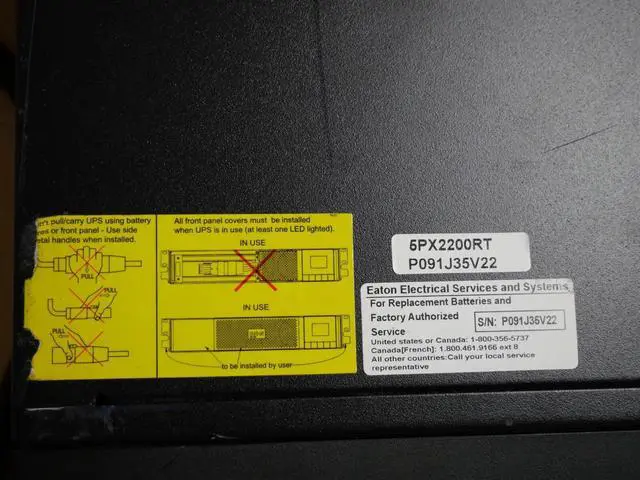 pull/carry UPS using battery
or front panel - Use side
handles when installed.
PULL
PULL
PULL
All front panel covers must be installed
when UPS is in use (at least one LED lighted).
IN USE
IN USE
to be installed by user
5PX2200RT
P091J35V22
Eaton Electrical Services and Systems
For Replacement Batteries and
Factory Authorized
Service
S/N: P091J35V22
United states or Canada: 1-800-356-5737
Canada[French]: 1.800.461.9166 ext 8
All other countries:Call your local service
representative